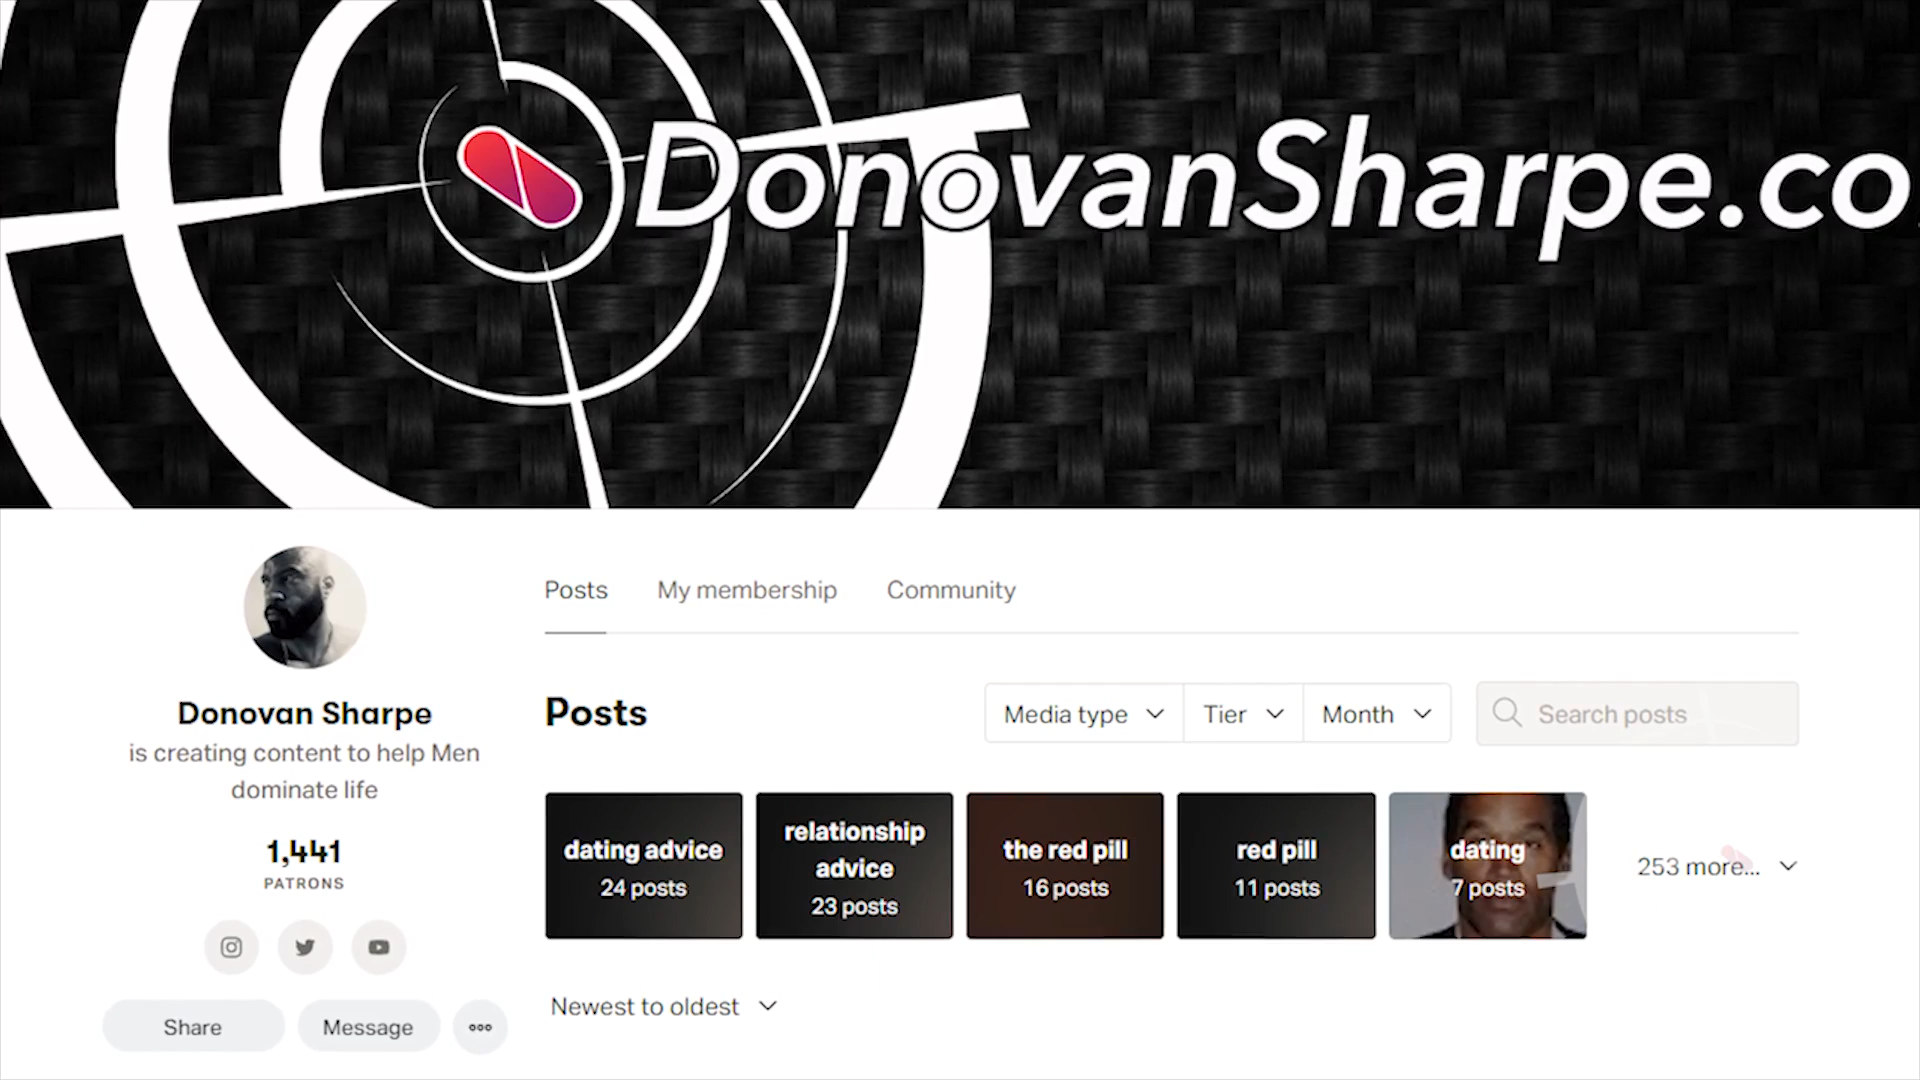 DonovanSharpe.co
Posts
My membership
Community
Donovan Sharpe
is creating content to help Men
dominate life
1,441
PATRONS
Share
Message
Posts
Media type
Tier
Month
Search posts
dating advice
24 posts
relationship
advice
23 posts
the red pill
16 posts
red pill
11 posts
dating
7 posts
253 more...
Newest to oldest